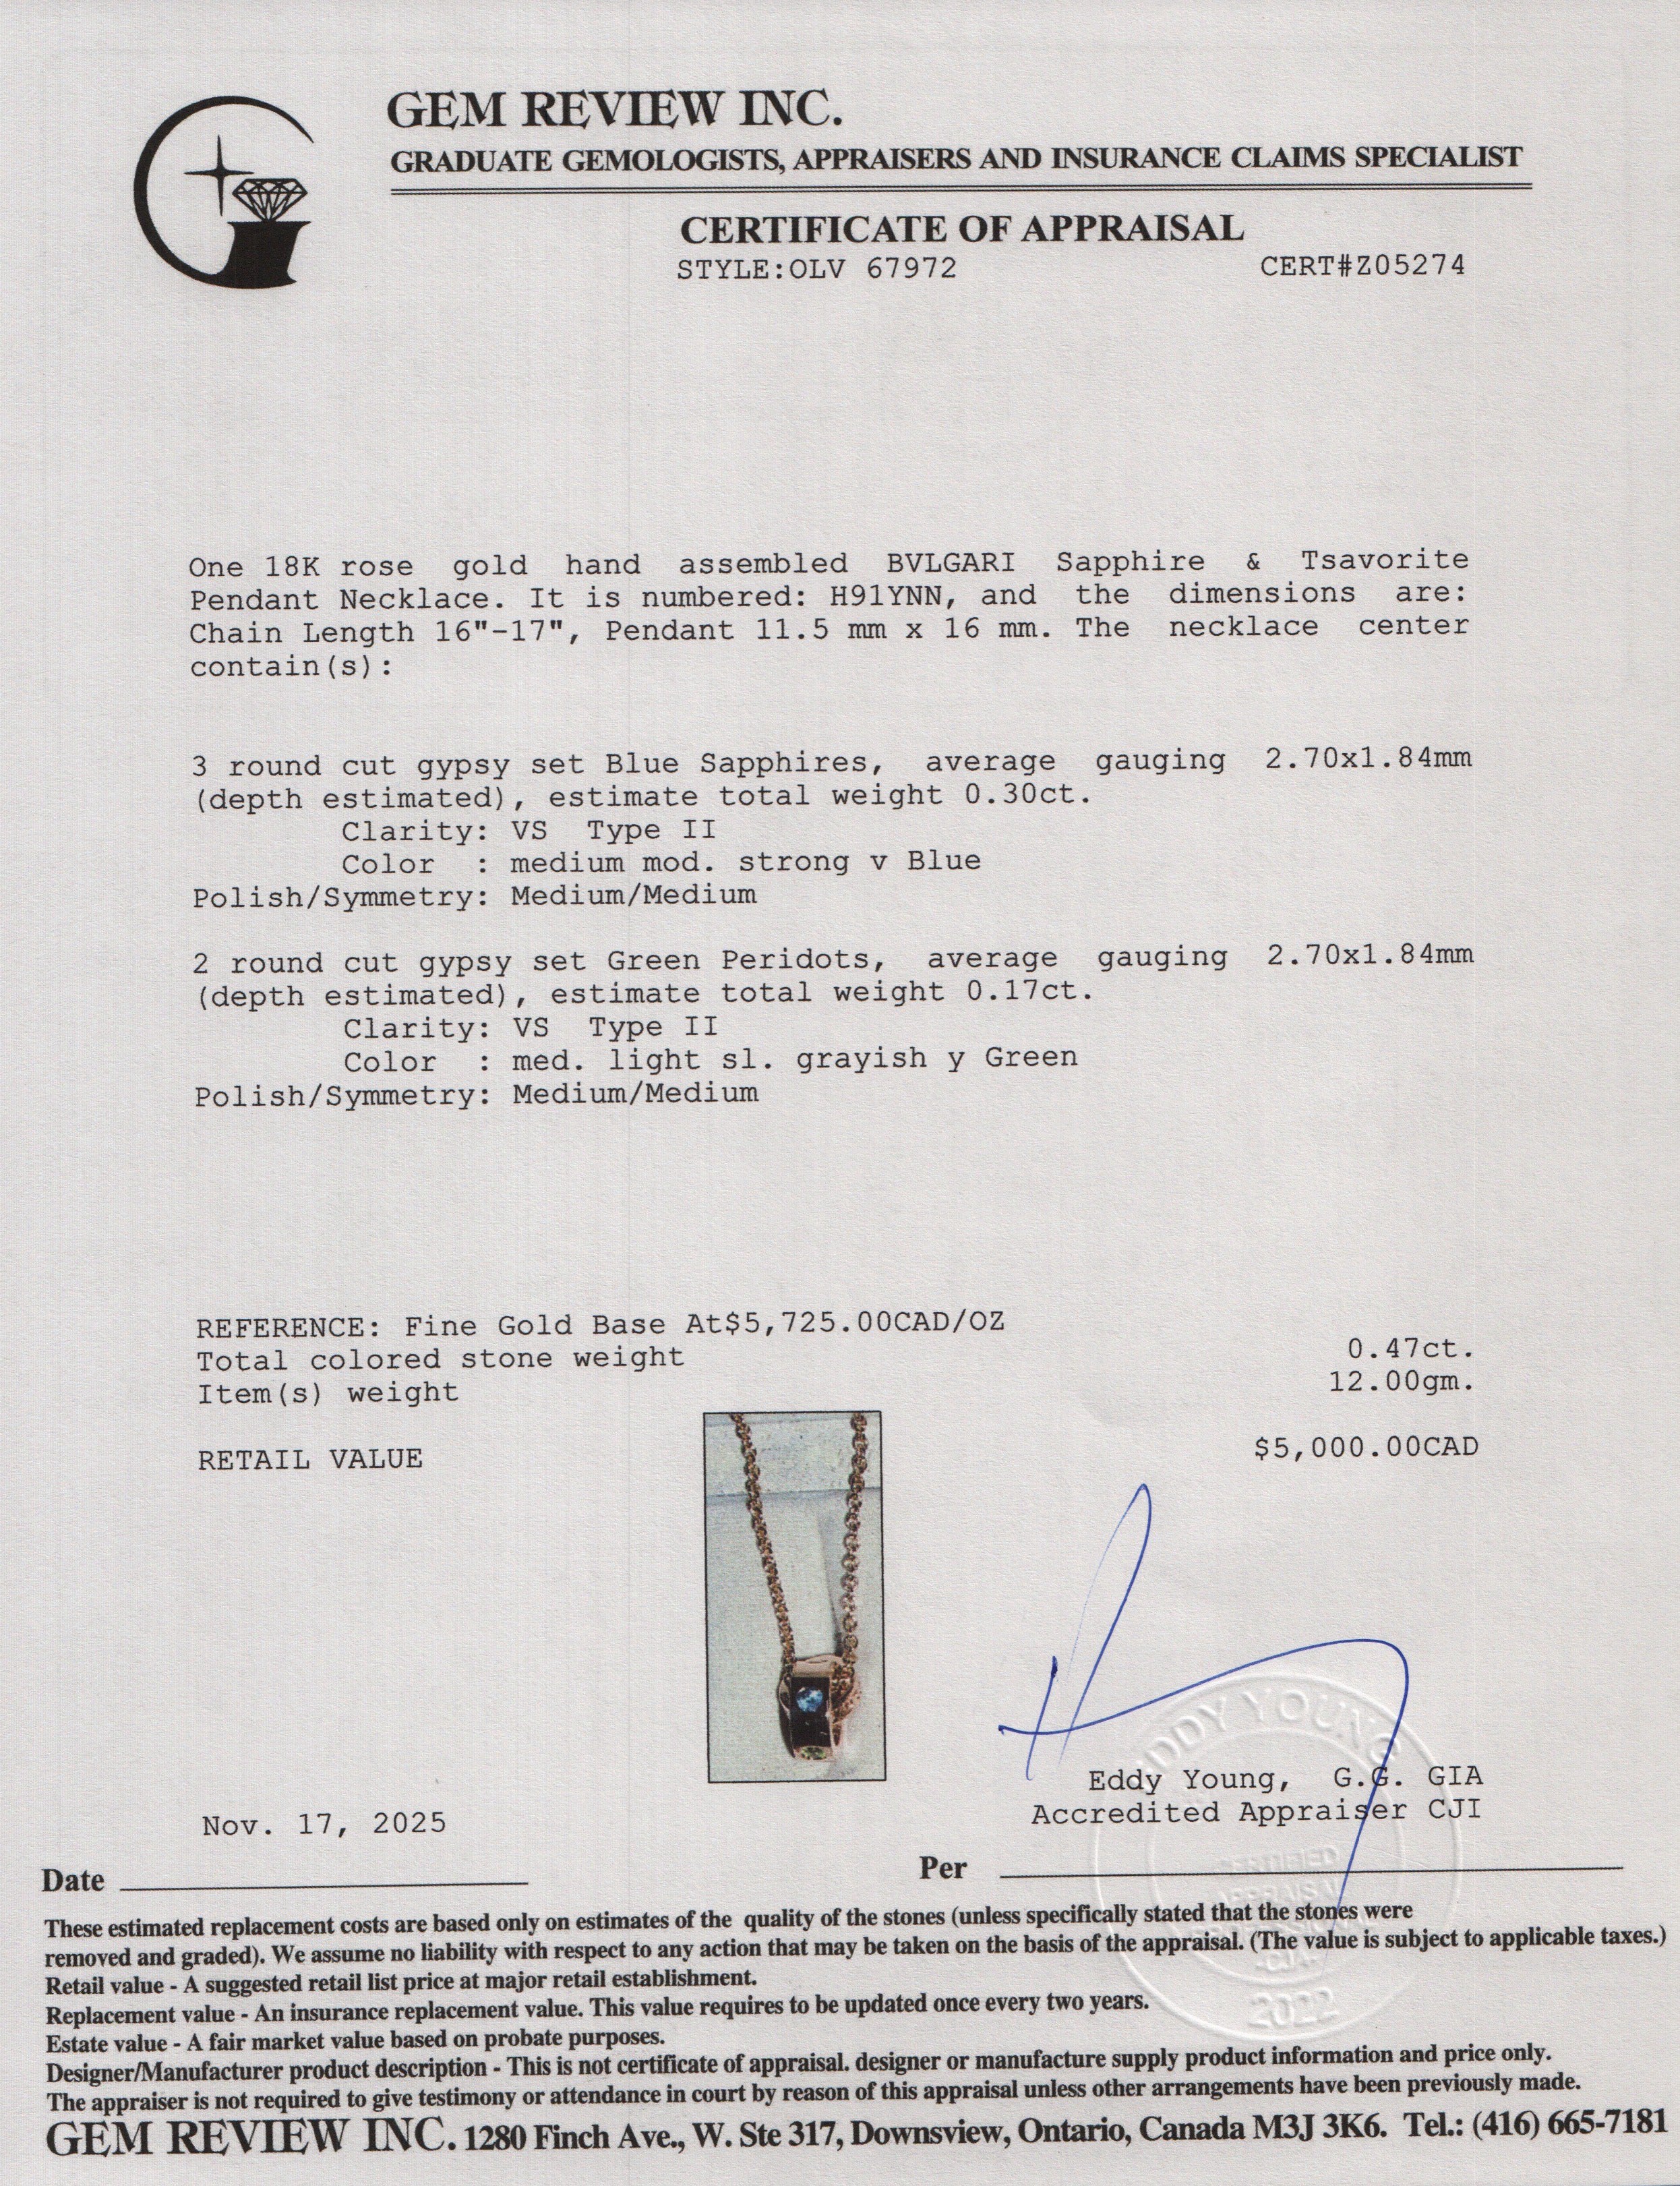 GEM REVIEW INC.
GRADUATE GEMOLOGISTS, APPRAISERS AND INSURANCE CLAIMS SPECIALIST
CERTIFICATE OF APPRAISAL
STYLE:OLV 67972 CERT#Z05274
One 18K rose gold hand assembled BVLGARI Sapphire & Tsavorite
Pendant Necklace. It is numbered: H91YNN, and the dimensions are:
Chain Length 16"-17", Pendant 11.5 mm x 16 mm. The necklace center
contain(s):
3 round cut gypsy set Blue Sapphires, average gauging 2.70x1.84mm
(depth estimated), estimate total weight 0.30ct.
Clarity: VS Type II
Color : medium mod. strong v Blue
Polish/Symmetry: Medium/Medium
2 round cut gypsy set Green Peridots, average gauging 2.70x1.84mm
(depth estimated), estimate total weight 0.17ct.
Clarity: VS Type II
Color : med. light sl. grayish y Green
Polish/Symmetry: Medium/Medium
REFERENCE: Fine Gold Base At$5,725.00CAD/OZ
Total colored stone weight 0.47ct.
Item(s) weight 12.00gm.
RETAIL VALUE $5,000.00CAD
EDDY YOUNG
Eddy Young, G.G. GIA
Accredited Appraiser CJI
Nov. 17, 2025
Date
Per
CERTIFIED
2022
These estimated replacement costs are based only on estimates of the quality of the stones (unless specifically stated that the stones were
removed and graded). We assume no liability with respect to any action that may be taken on the basis of the appraisal. (The value is subject to applicable taxes.)
Retail value - A suggested retail list price at major retail establishment.
Replacement value - An insurance replacement value. This value requires to be updated once every two years.
Estate value - A fair market value based on probate purposes.
Designer/Manufacturer product description - This is not certificate of appraisal. designer or manufacture supply product information and price only.
The appraiser is not required to give testimony or attendance in court by reason of this appraisal unless other arrangements have been previously made.
GEM REVIEW INC. 1280 Finch Ave., W. Ste 317, Downsview, Ontario, Canada M3J 3K6. Tel.: (416) 665-7181